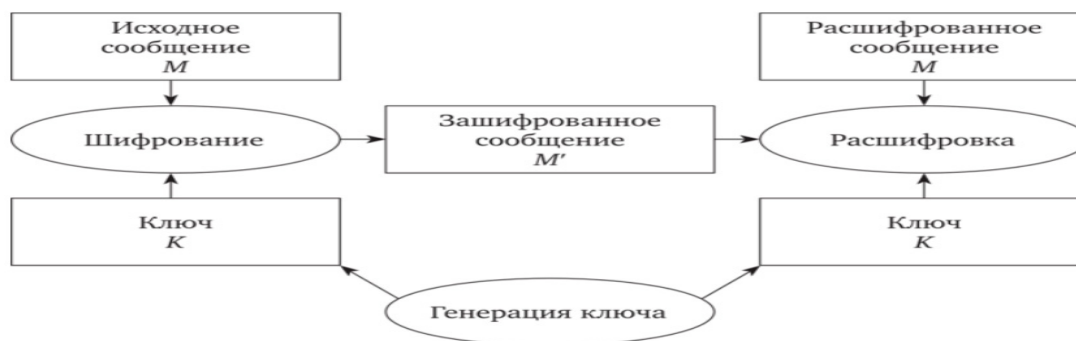 Исходное
сообщение
M
Расшифрованное
сообщение
M
Шифрование
Зашифрованное
сообщение
M′
Расшифровка
Ключ
K
Ключ
K
Генерация ключа